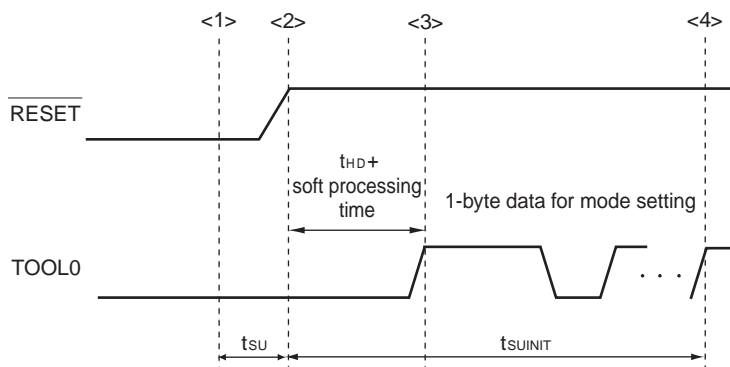 <1> <2> <3> <4>
RESET
tHD+
soft processing
time
1-byte data for mode setting
TOOL0
. . .
tSU
tSUINIT